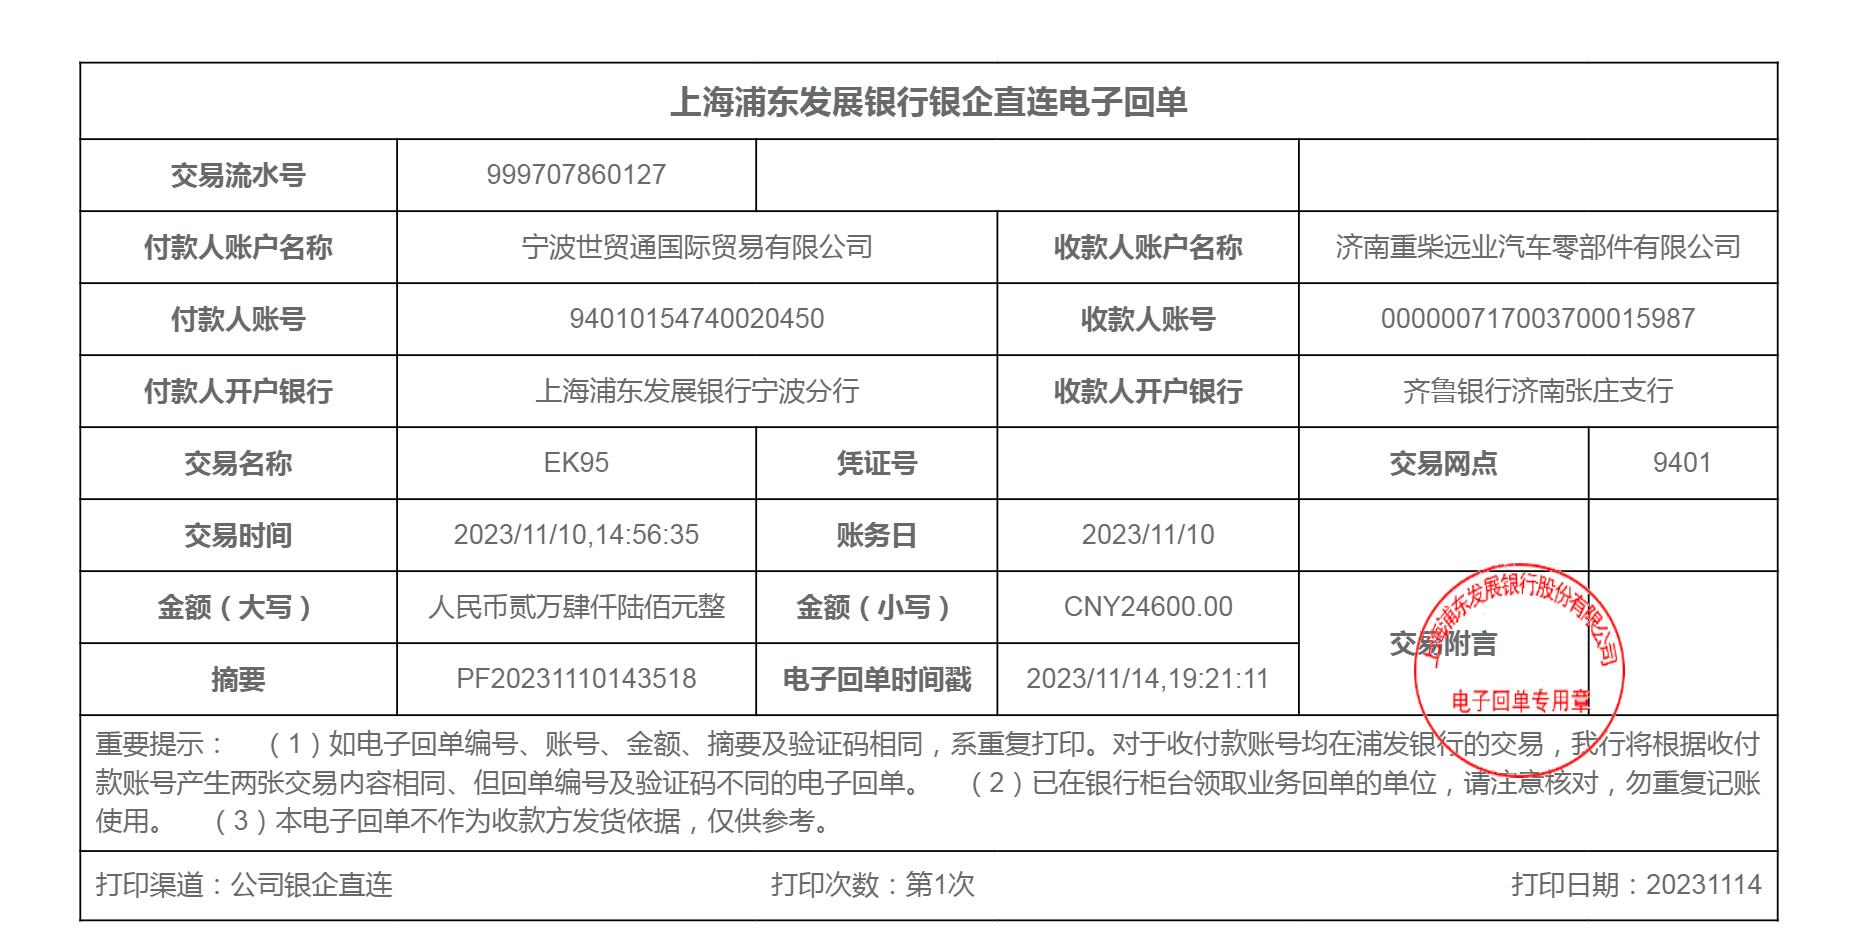 上海浦东发展银行银企直连电子回单
交易流水号 999707860127
付款人账户名称 宁波世贸通国际贸易有限公司 收款人账户名称 济南重柴远业汽车零部件有限公司
付款人账号 94010154740020450 收款人账号 000000717003700015987
付款人开户银行 上海浦东发展银行宁波分行 收款人开户银行 齐鲁银行济南张庄支行
交易名称 EK95 凭证号 交易网点 9401
交易时间 2023/11/10,14:56:35 账务日 2023/11/10
金额（大写） 人民币贰万肆仟陆佰元整 金额（小写） CNY24600.00
交易附言
摘要 PF20231110143518 电子回单时间戳 2023/11/14,19:21:11
上海浦东发展银行股份有限公司
电子回单专用章
重要提示： （1）如电子回单编号、账号、金额、摘要及验证码相同，系重复打印。对于收付款账号均在浦发银行的交易，我行将根据收付
款账号产生两张交易内容相同、但回单编号及验证码不同的电子回单。 （2）已在银行柜台领取业务回单的单位，请注意核对，勿重复记账
使用。 （3）本电子回单不作为收款方发货依据，仅供参考。
打印渠道：公司银企直连 打印次数：第1次 打印日期：20231114